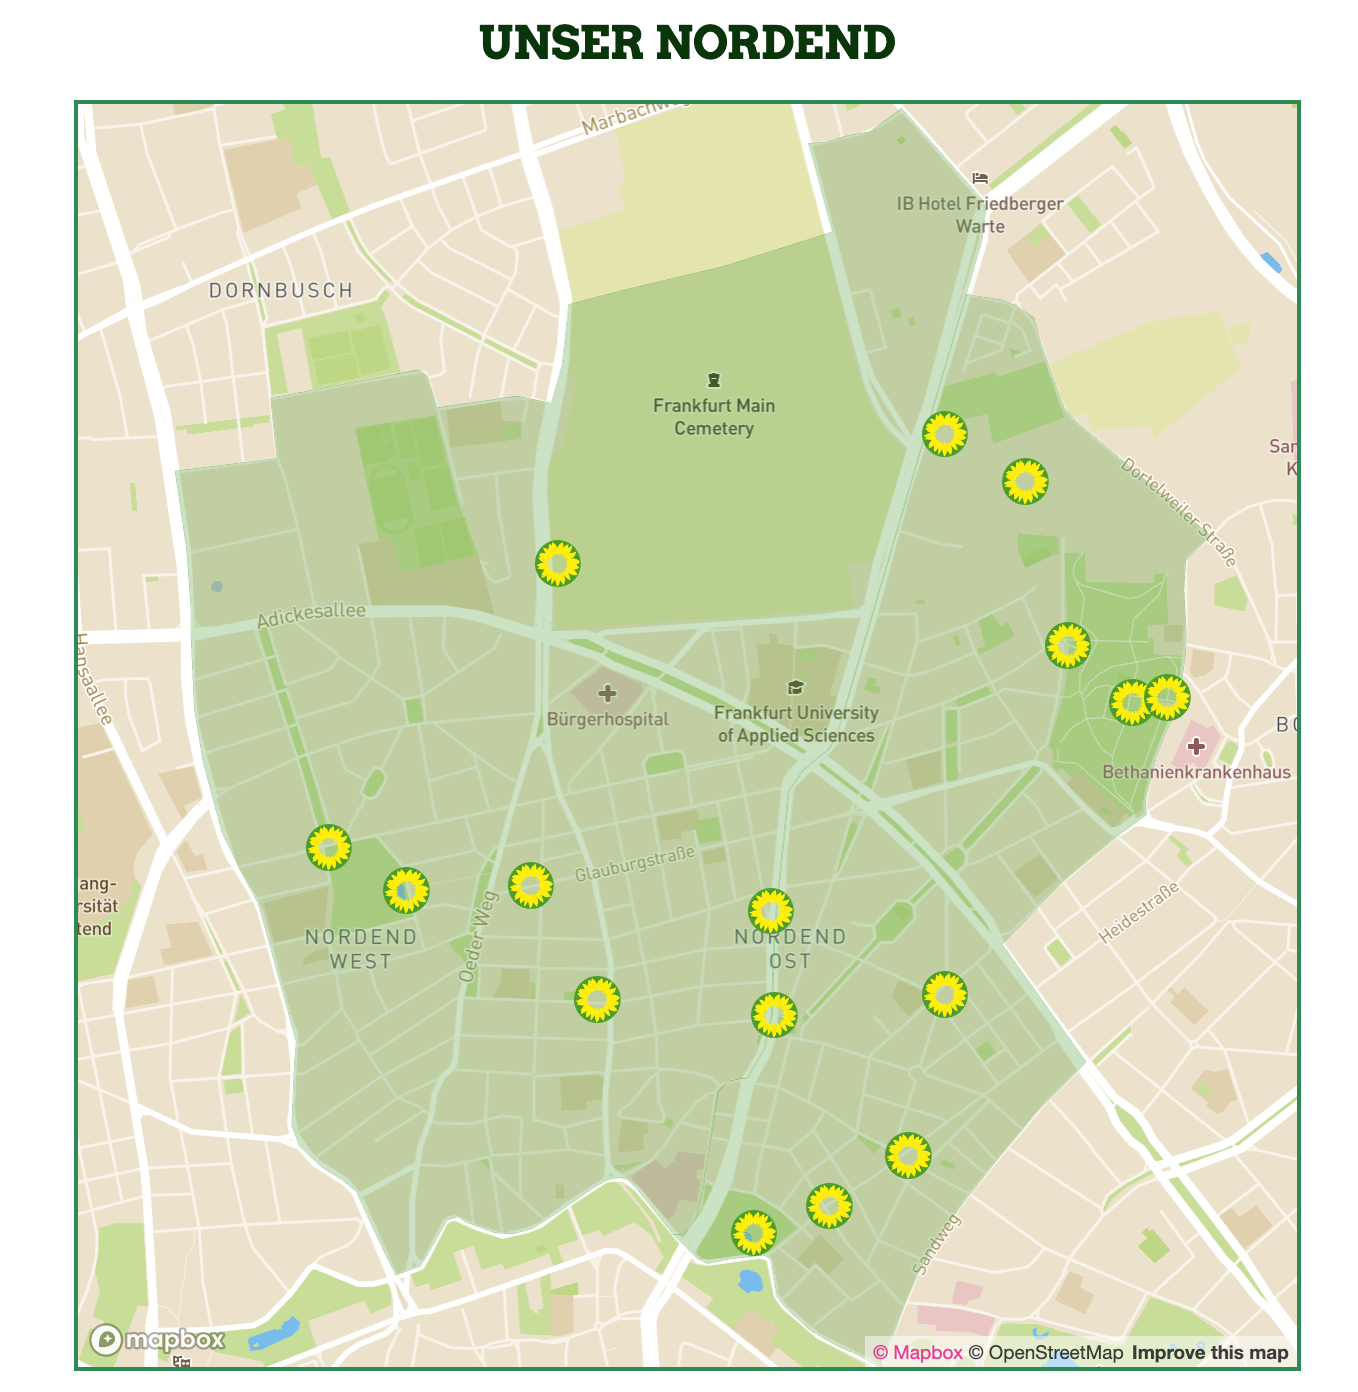 UNSER NORDEND
Marbachweg
IB Hotel Friedberger
Warte
DORNBUSCH
Frankfurt Main
Cemetery
San
K
Dortelweiler Straße
Adickesallee
Hansaallee
Bürgerhospital
Frankfurt University
of Applied Sciences
BO
Bethanienkrankenhaus
Glauburgstraße
ang-
rsität
tend
Oeder Weg
Heidestraße
NORDEND
WEST
NORDEND
OST
Sandweg
mapbox
© Mapbox © OpenStreetMap Improve this map